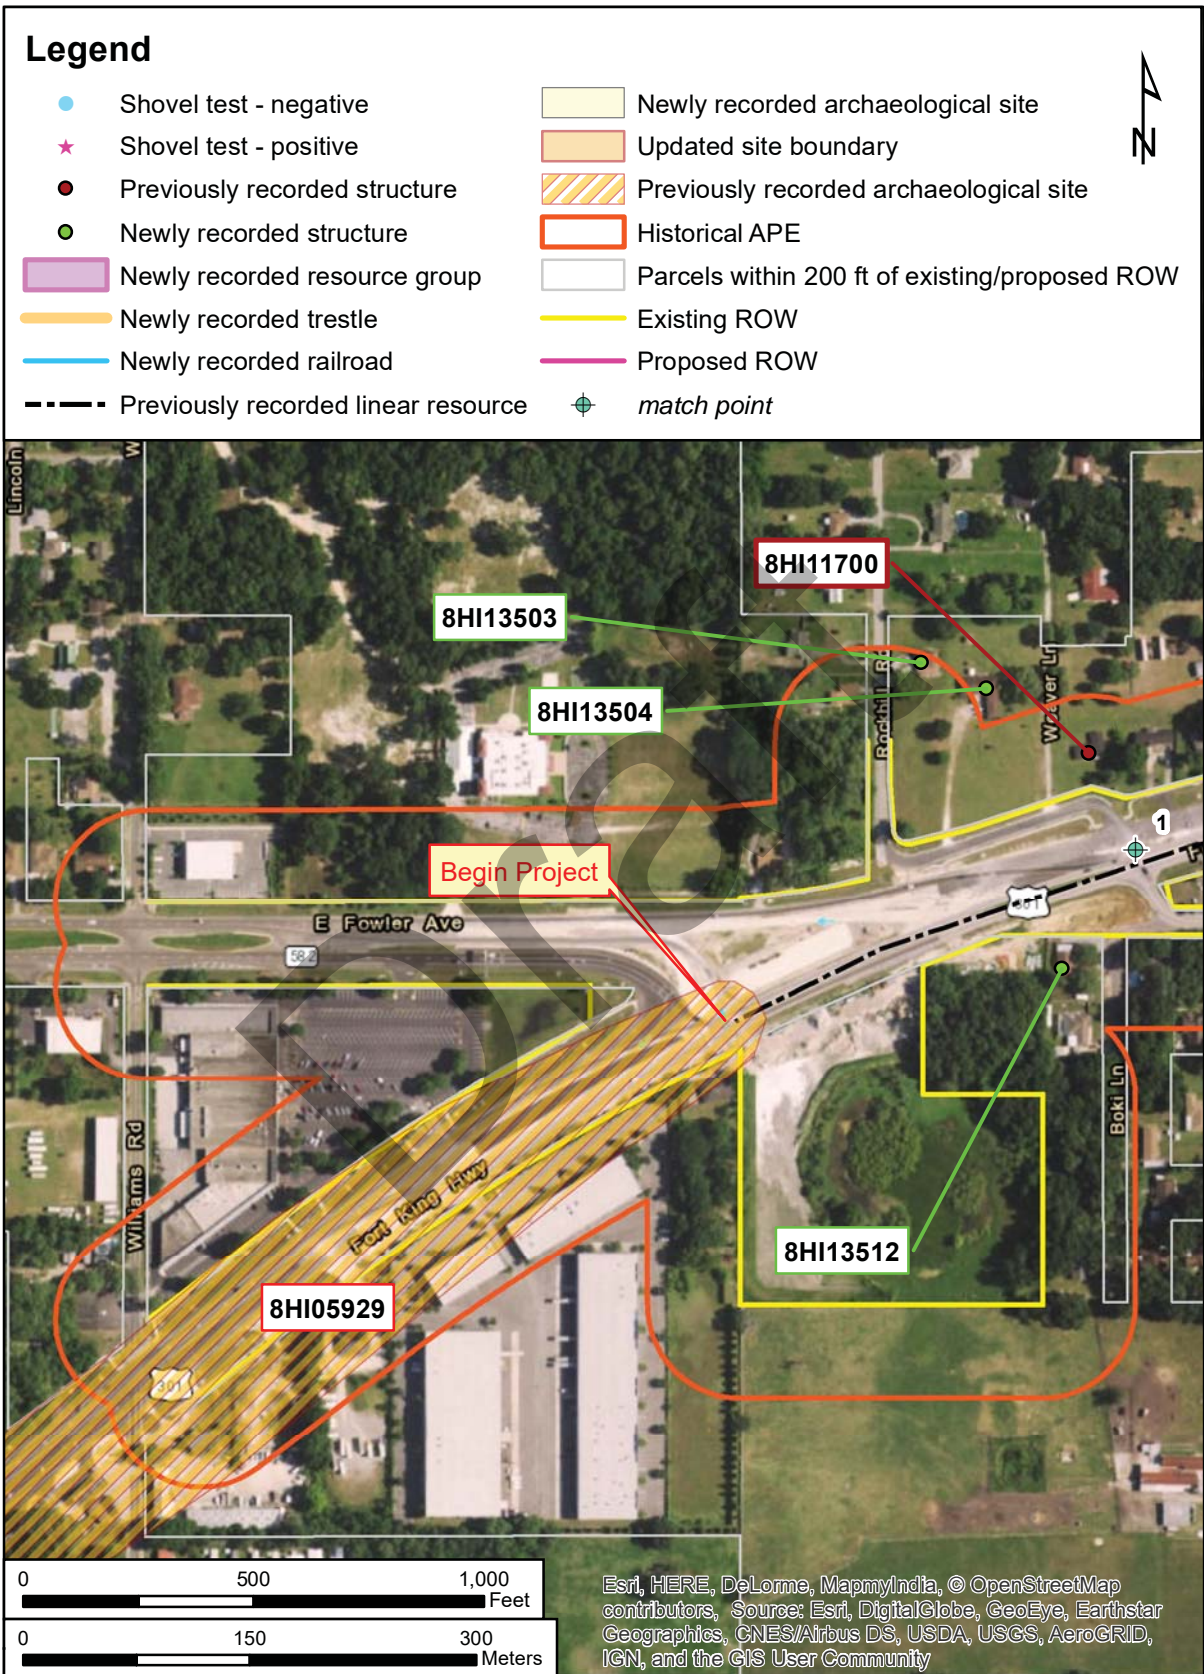 Legend
Shovel test - negative
Shovel test - positive
Previously recorded structure
Newly recorded structure
Newly recorded resource group
Newly recorded trestle
Newly recorded railroad
Previously recorded linear resource
Newly recorded archaeological site
Updated site boundary
Previously recorded archaeological site
Historical APE
Parcels within 200 ft of existing/proposed ROW
Existing ROW
Proposed ROW
match point
N
Lincoln
W
8HI11700
8HI13503
8HI13504
Rockhill Rd
Weaver Ln
1
Begin Project
E Fowler Ave
582
301
F
Draft
Williams Rd
Fort King Hwy
Boki Ln
8HI13512
8HI05929
301
0 500 1,000
Feet
0 150 300
Meters
Esri, HERE, DeLorme, MapmyIndia, © OpenStreetMap
contributors, Source: Esri, DigitalGlobe, GeoEye, Earthstar
Geographics, CNES/Airbus DS, USDA, USGS, AeroGRID,
IGN, and the GIS User Community